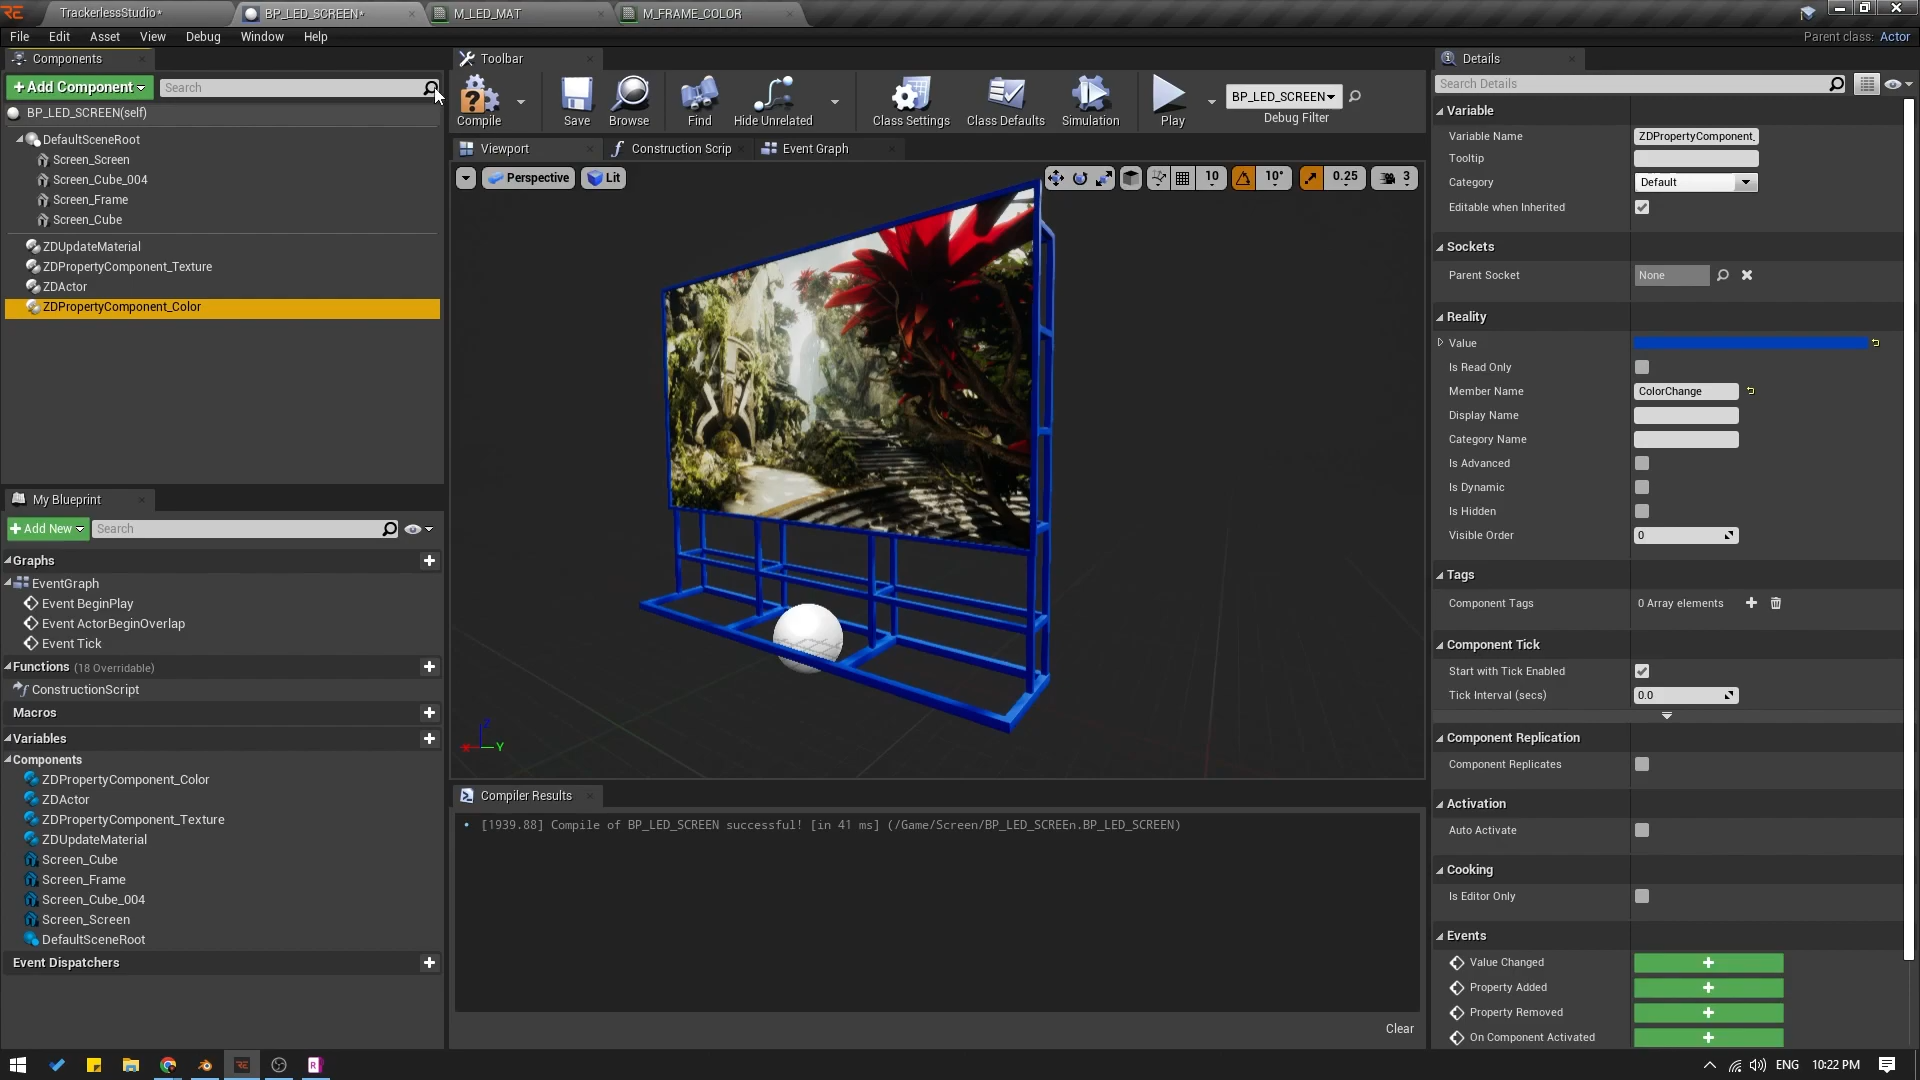 TrackerlessStudio*
BP_LED_SCREEN*
M_LED_MAT
M_FRAME_COLOR
File Edit Asset View Debug Window Help
Parent class: Actor
Components
+Add Component
Search
BP_LED_SCREEN(self)
DefaultSceneRoot
Screen_Screen
Screen_Cube_004
Screen_Frame
Screen_Cube
ZDUpdateMaterial
ZDPropertyComponent_Texture
ZDActor
ZDPropertyComponent_Color
My Blueprint
+Add New
Search
Graphs
EventGraph
Event BeginPlay
Event ActorBeginOverlap
Event Tick
Functions (18 Overridable)
ConstructionScript
Macros
Variables
Components
ZDPropertyComponent_Color
ZDActor
ZDPropertyComponent_Texture
ZDUpdateMaterial
Screen_Cube
Screen_Frame
Screen_Cube_004
Screen_Screen
DefaultSceneRoot
Event Dispatchers
Toolbar
Compile
Save
Browse
Find
Hide Unrelated
Class Settings
Class Defaults
Simulation
Play
BP_LED_SCREEN
Debug Filter
Viewport
Construction Scrip
Event Graph
Perspective
Lit
10
10°
0.25
3
Z
X
Y
Compiler Results
• [1939.88] Compile of BP_LED_SCREEN successful! [in 41 ms] (/Game/Screen/BP_LED_SCREEn.BP_LED_SCREEN)
Clear
Details
Search Details
Variable
Variable Name ZDPropertyComponent_
Tooltip
Category Default
Editable when Inherited
Sockets
Parent Socket None
Reality
Value
Is Read Only
Member Name ColorChange
Display Name
Category Name
Is Advanced
Is Dynamic
Is Hidden
Visible Order 0
Tags
Component Tags 0 Array elements
Component Tick
Start with Tick Enabled
Tick Interval (secs) 0.0
Component Replication
Component Replicates
Activation
Auto Activate
Cooking
Is Editor Only
Events
Value Changed
Property Added
Property Removed
On Component Activated
ENG
10:22 PM